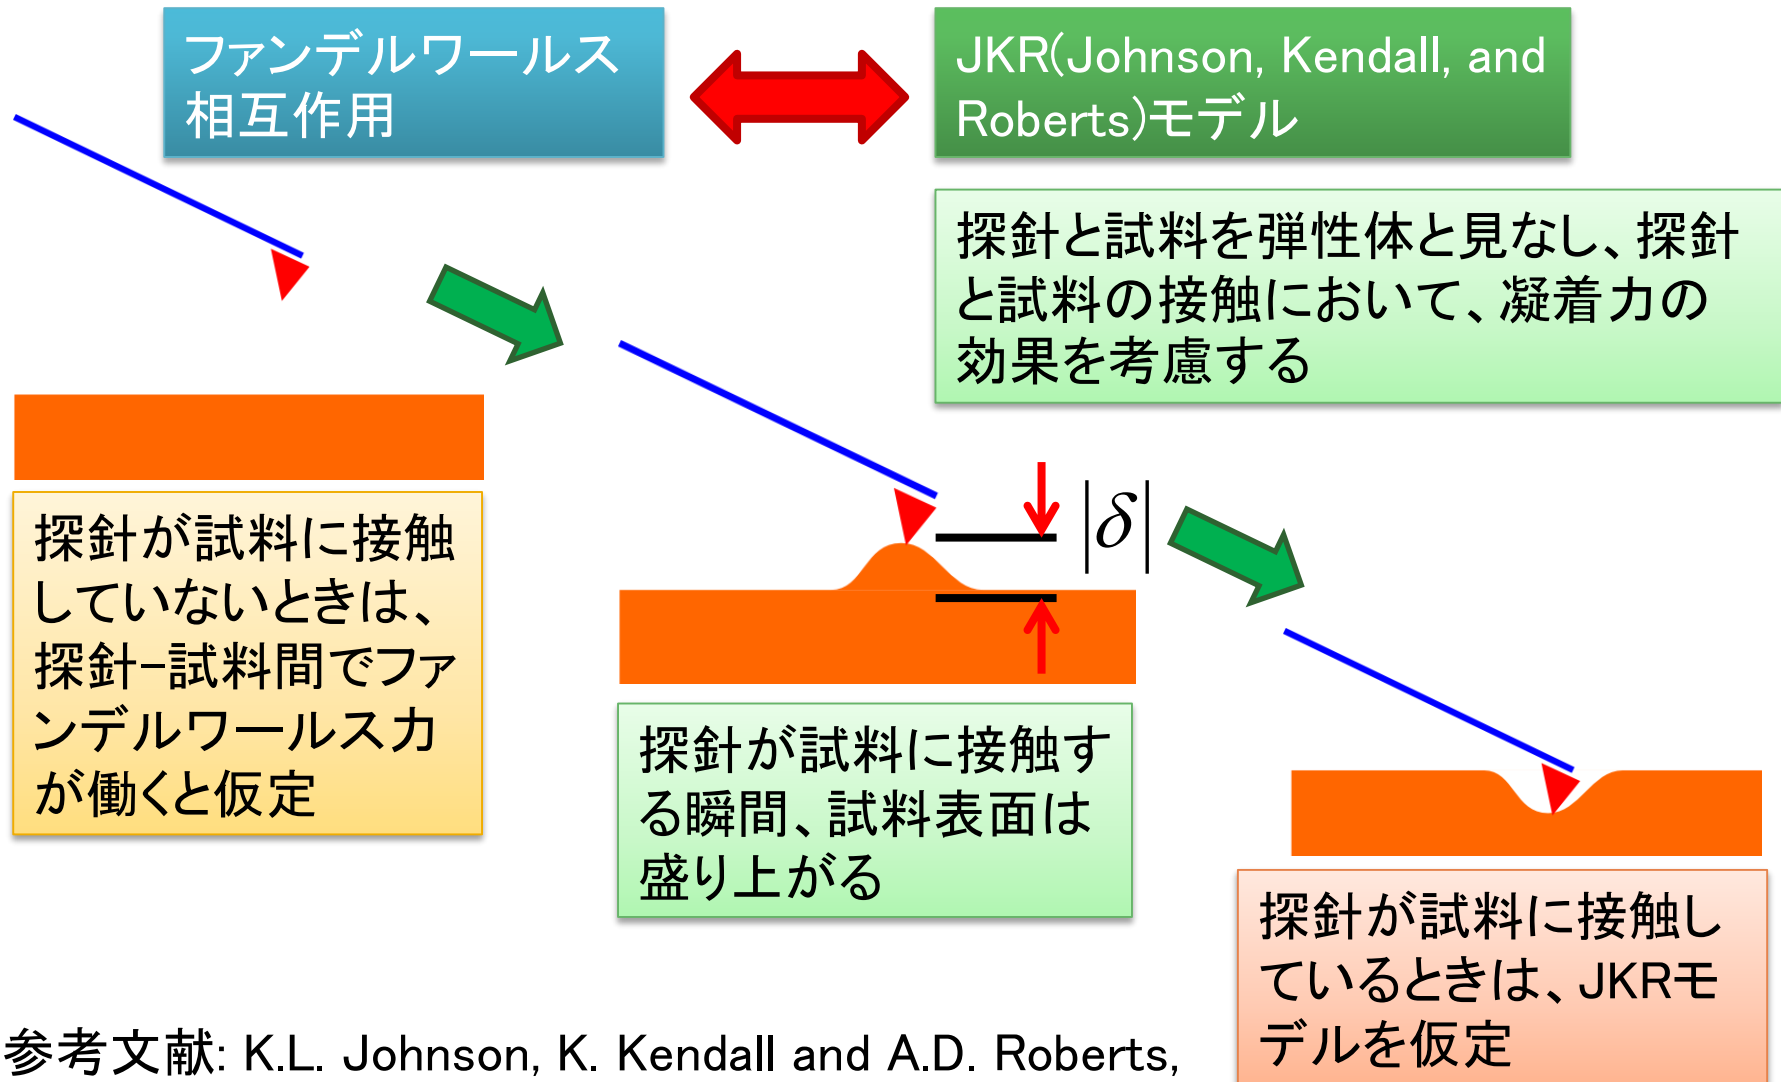 ファンデルワールス
相互作用
JKR(Johnson, Kendall, and
Roberts)モデル
探針と試料を弾性体と見なし、探針
と試料の接触において、凝着力の
効果を考慮する
|δ|
探針が試料に接触
していないときは、
探針−試料間でファ
ンデルワールス力
が働くと仮定
探針が試料に接触す
る瞬間、試料表面は
盛り上がる
探針が試料に接触し
ているときは、JKRモ
デルを仮定
参考文献: K.L. Johnson, K. Kendall and A.D. Roberts,